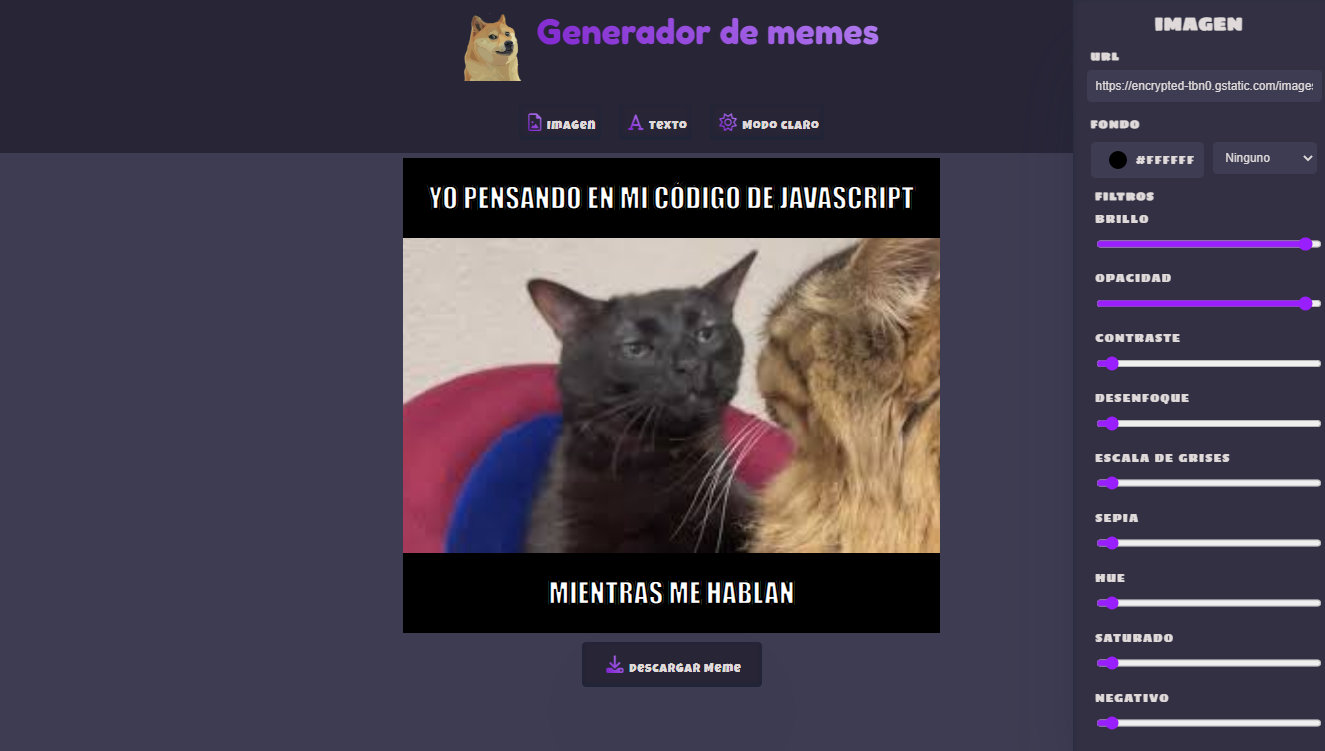 Generador de memes
Imagen
Texto
Modo claro
YO PENSANDO EN MI CÓDIGO DE JAVASCRIPT
MIENTRAS ME HABLAN
Descargar Meme
IMAGEN
URL
https://encrypted-tbn0.gstatic.com/images
FONDO
#FFFFFF
Ninguno
FILTROS
BRILLO
OPACIDAD
CONTRASTE
DESENFOQUE
ESCALA DE GRISES
SEPIA
HUE
SATURADO
NEGATIVO